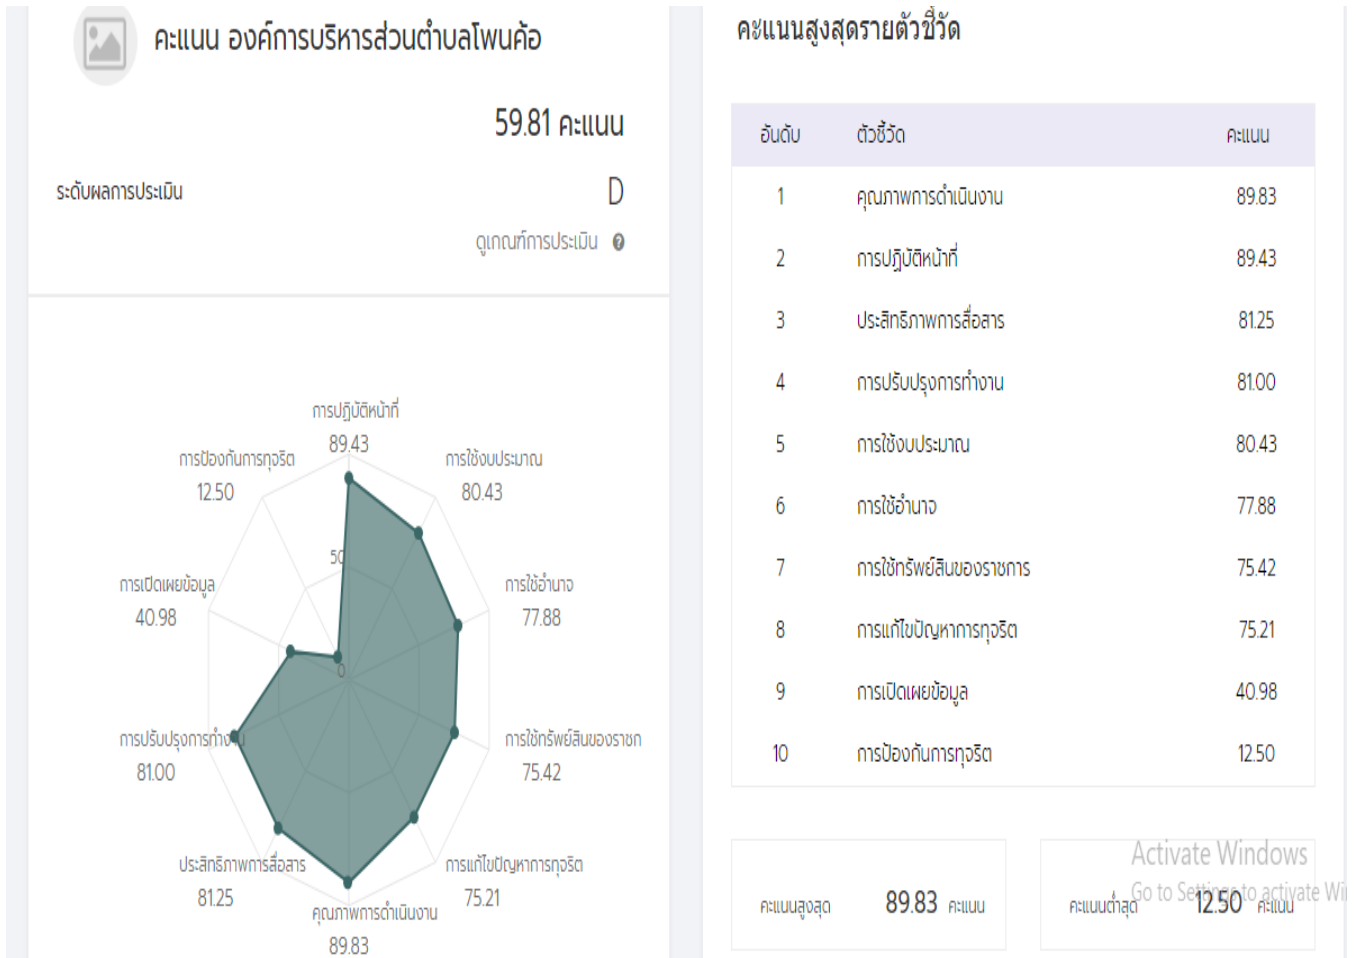 คะแนน องค์การบริหารส่วนตำบลโพนค้อ
59.81 คะแนน
ระดับผลการประเมิน D
ดูเกณฑ์การประเมิน ?
การปฏิบัติหน้าที่
89.43
การป้องกันการทุจริต
12.50
การใช้งบประมาณ
80.43
50
การเปิดเผยข้อมูล
40.98
การใช้อำนาจ
77.88
0
การปรับปรุงการทำงาน
81.00
การใช้ทรัพย์สินของราชก
75.42
ประสิทธิภาพการสื่อสาร
81.25
การแก้ไขปัญหาการทุจริต
75.21
คุณภาพการดำเนินงาน
89.83
คะแนนสูงสุดรายตัวชี้วัด
อันดับ ตัวชี้วัด คะแนน
1 คุณภาพการดำเนินงาน 89.83
2 การปฏิบัติหน้าที่ 89.43
3 ประสิทธิภาพการสื่อสาร 81.25
4 การปรับปรุงการทำงาน 81.00
5 การใช้งบประมาณ 80.43
6 การใช้อำนาจ 77.88
7 การใช้ทรัพย์สินของราชการ 75.42
8 การแก้ไขปัญหาการทุจริต 75.21
9 การเปิดเผยข้อมูล 40.98
10 การป้องกันการทุจริต 12.50
คะแนนสูงสุด 89.83 คะแนน
คะแนนต่ำสุด 12.50 คะแนน
Activate Windows
Go to Settings to activate Wi